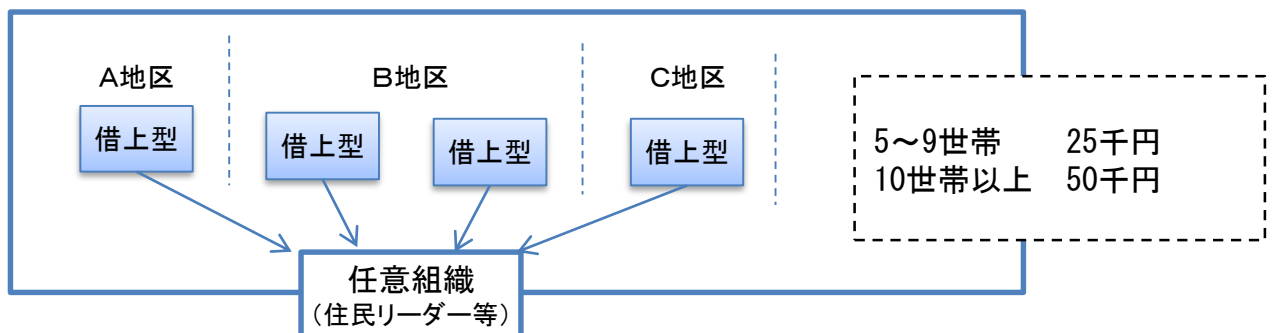 A地区
B地区
C地区
借上型
借上型
借上型
借上型
5～9世帯　　25千円
10世帯以上　50千円
任意組織
（住民リーダー等）